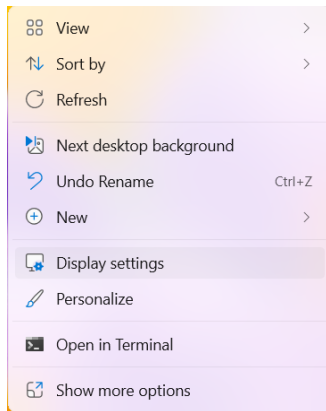 View
Sort by
Refresh
Next desktop background
Undo Rename Ctrl+Z
New
Display settings
Personalize
Open in Terminal
Show more options